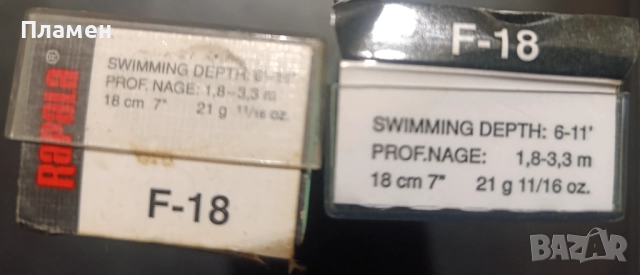 Пламен
RAPALA®
SWIMMING DEPTH: 6'-11'
PROF. NAGE: 1,8-3,3 m
18 cm 7" 21 g 11/16 oz.
F-18
F-18
SWIMMING DEPTH: 6-11'
PROF.NAGE: 1,8-3,3 m
18 cm 7" 21 g 11/16 oz.
BAZAR